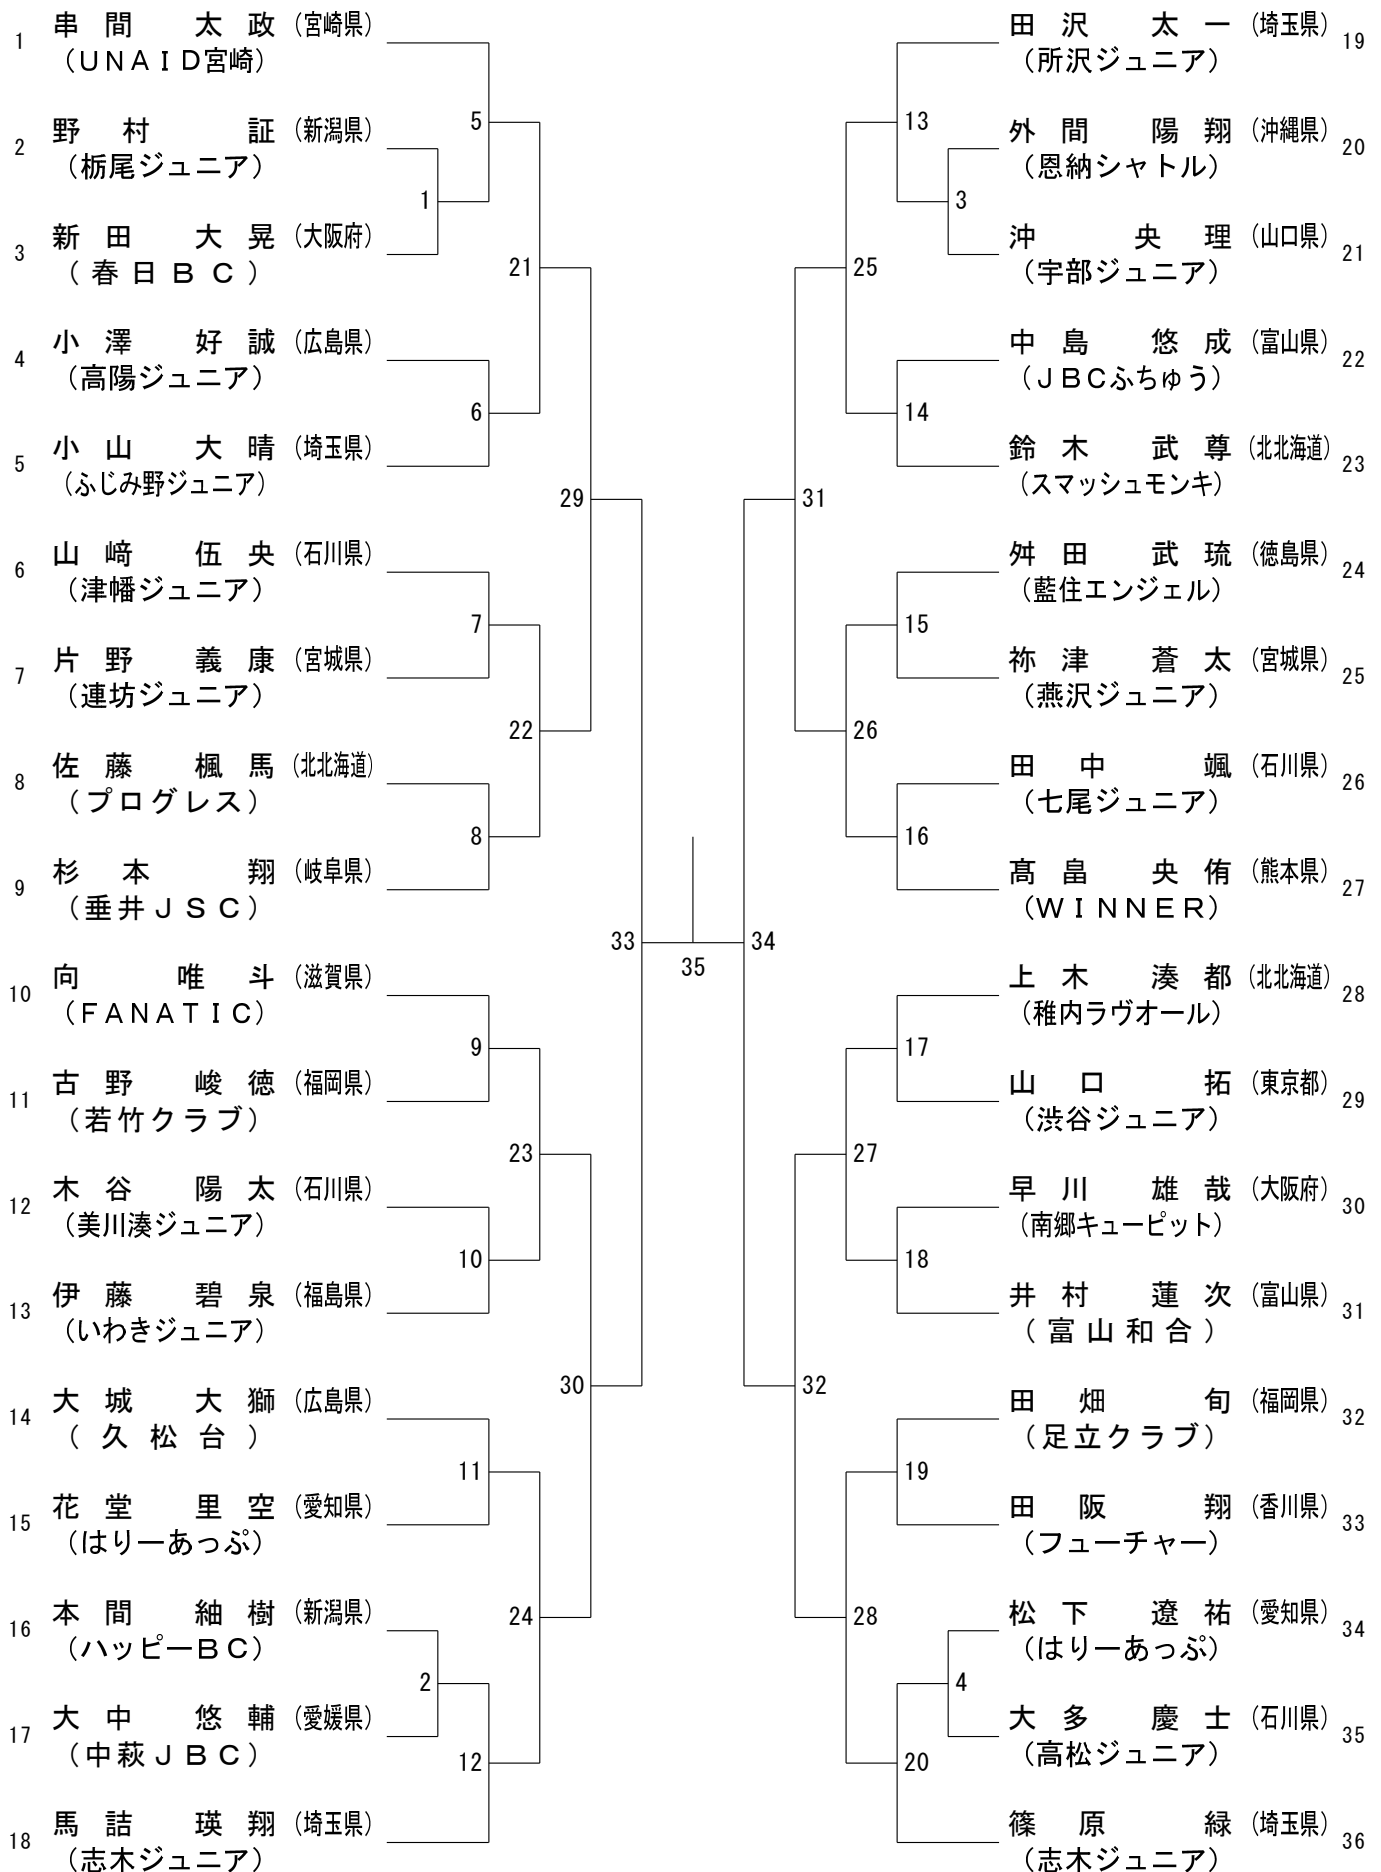 1 串間 太政 (宮崎県)
(ＵＮＡＩＤ宮崎)
2 野村 証 (新潟県)
(栃尾ジュニア)
3 新田 大晃 (大阪府)
(春日ＢＣ)
4 小澤 好誠 (広島県)
(高陽ジュニア)
5 小山 大晴 (埼玉県)
(ふじみ野ジュニア)
6 山﨑 伍央 (石川県)
(津幡ジュニア)
7 片野 義康 (宮城県)
(連坊ジュニア)
8 佐藤 楓馬 (北北海道)
(プログレス)
9 杉本 翔 (岐阜県)
(垂井ＪＳＣ)
10 向 唯斗 (滋賀県)
(ＦＡＮＡＴＩＣ)
11 古野 峻徳 (福岡県)
(若竹クラブ)
12 木谷 陽太 (石川県)
(美川湊ジュニア)
13 伊藤 碧泉 (福島県)
(いわきジュニア)
14 大城 大獅 (広島県)
(久松台)
15 花堂 里空 (愛知県)
(はりーあっぷ)
16 本間 紬樹 (新潟県)
(ハッピーＢＣ)
17 大中 悠輔 (愛媛県)
(中萩ＪＢＣ)
18 馬詰 瑛翔 (埼玉県)
(志木ジュニア)
5
1
21
6
29
7
22
8
33
9
23
10
30
11
24
2
12
35
13
3
25
14
31
15
26
16
34
17
27
18
32
19
28
4
20
田沢 太一 (埼玉県) 19
(所沢ジュニア)
外間 陽翔 (沖縄県) 20
(恩納シャトル)
沖 央理 (山口県) 21
(宇部ジュニア)
中島 悠成 (富山県) 22
(ＪＢＣふちゅう)
鈴木 武尊 (北北海道) 23
(スマッシュモンキ)
舛田 武琉 (徳島県) 24
(藍住エンジェル)
祢津 蒼太 (宮城県) 25
(燕沢ジュニア)
田中 颯 (石川県) 26
(七尾ジュニア)
髙畠 央侑 (熊本県) 27
(ＷＩＮＮＥＲ)
上木 湊都 (北北海道) 28
(稚内ラヴオール)
山口 拓 (東京都) 29
(渋谷ジュニア)
早川 雄哉 (大阪府) 30
(南郷キューピット)
井村 蓮次 (富山県) 31
(富山和合)
田畑 旬 (福岡県) 32
(足立クラブ)
田阪 翔 (香川県) 33
(フューチャー)
松下 遼祐 (愛知県) 34
(はりーあっぷ)
大多 慶士 (石川県) 35
(高松ジュニア)
篠原 緑 (埼玉県) 36
(志木ジュニア)